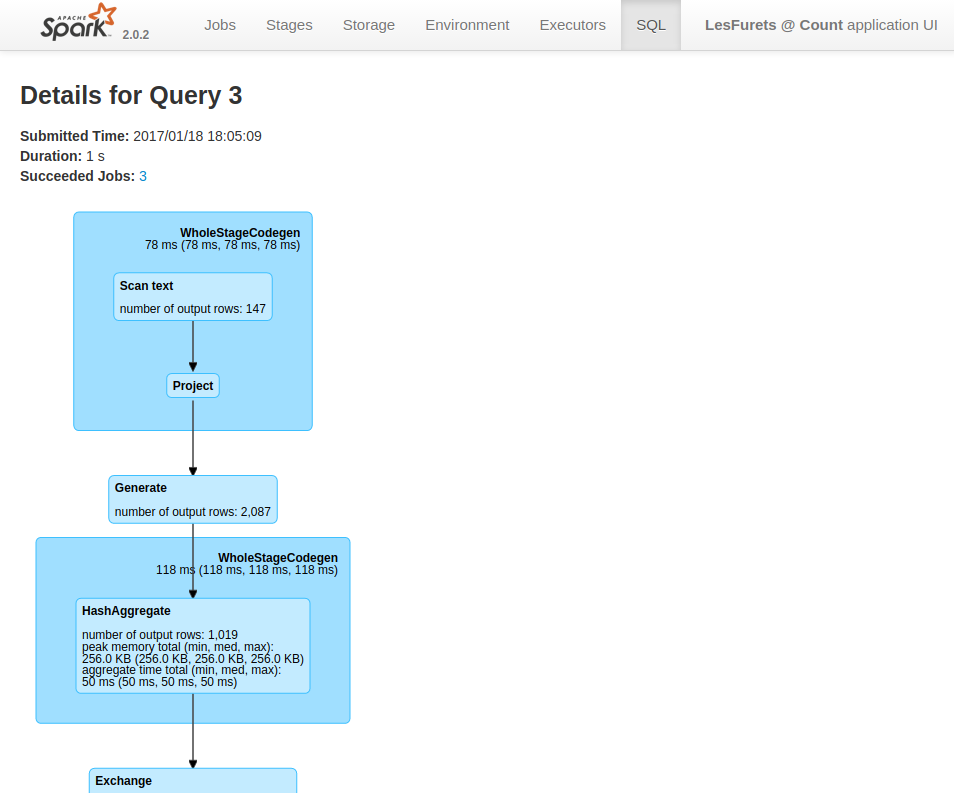 APACHE
Spark™ 2.0.2 Jobs Stages Storage Environment Executors SQL LesFurets @ Count application UI
Details for Query 3
Submitted Time: 2017/01/18 18:05:09
Duration: 1 s
Succeeded Jobs: 3
WholeStageCodegen
78 ms (78 ms, 78 ms, 78 ms)
Scan text
number of output rows: 147
Project
Generate
number of output rows: 2,087
WholeStageCodegen
118 ms (118 ms, 118 ms, 118 ms)
HashAggregate
number of output rows: 1,019
peak memory total (min, med, max):
256.0 KB (256.0 KB, 256.0 KB, 256.0 KB)
aggregate time total (min, med, max):
50 ms (50 ms, 50 ms, 50 ms)
Exchange